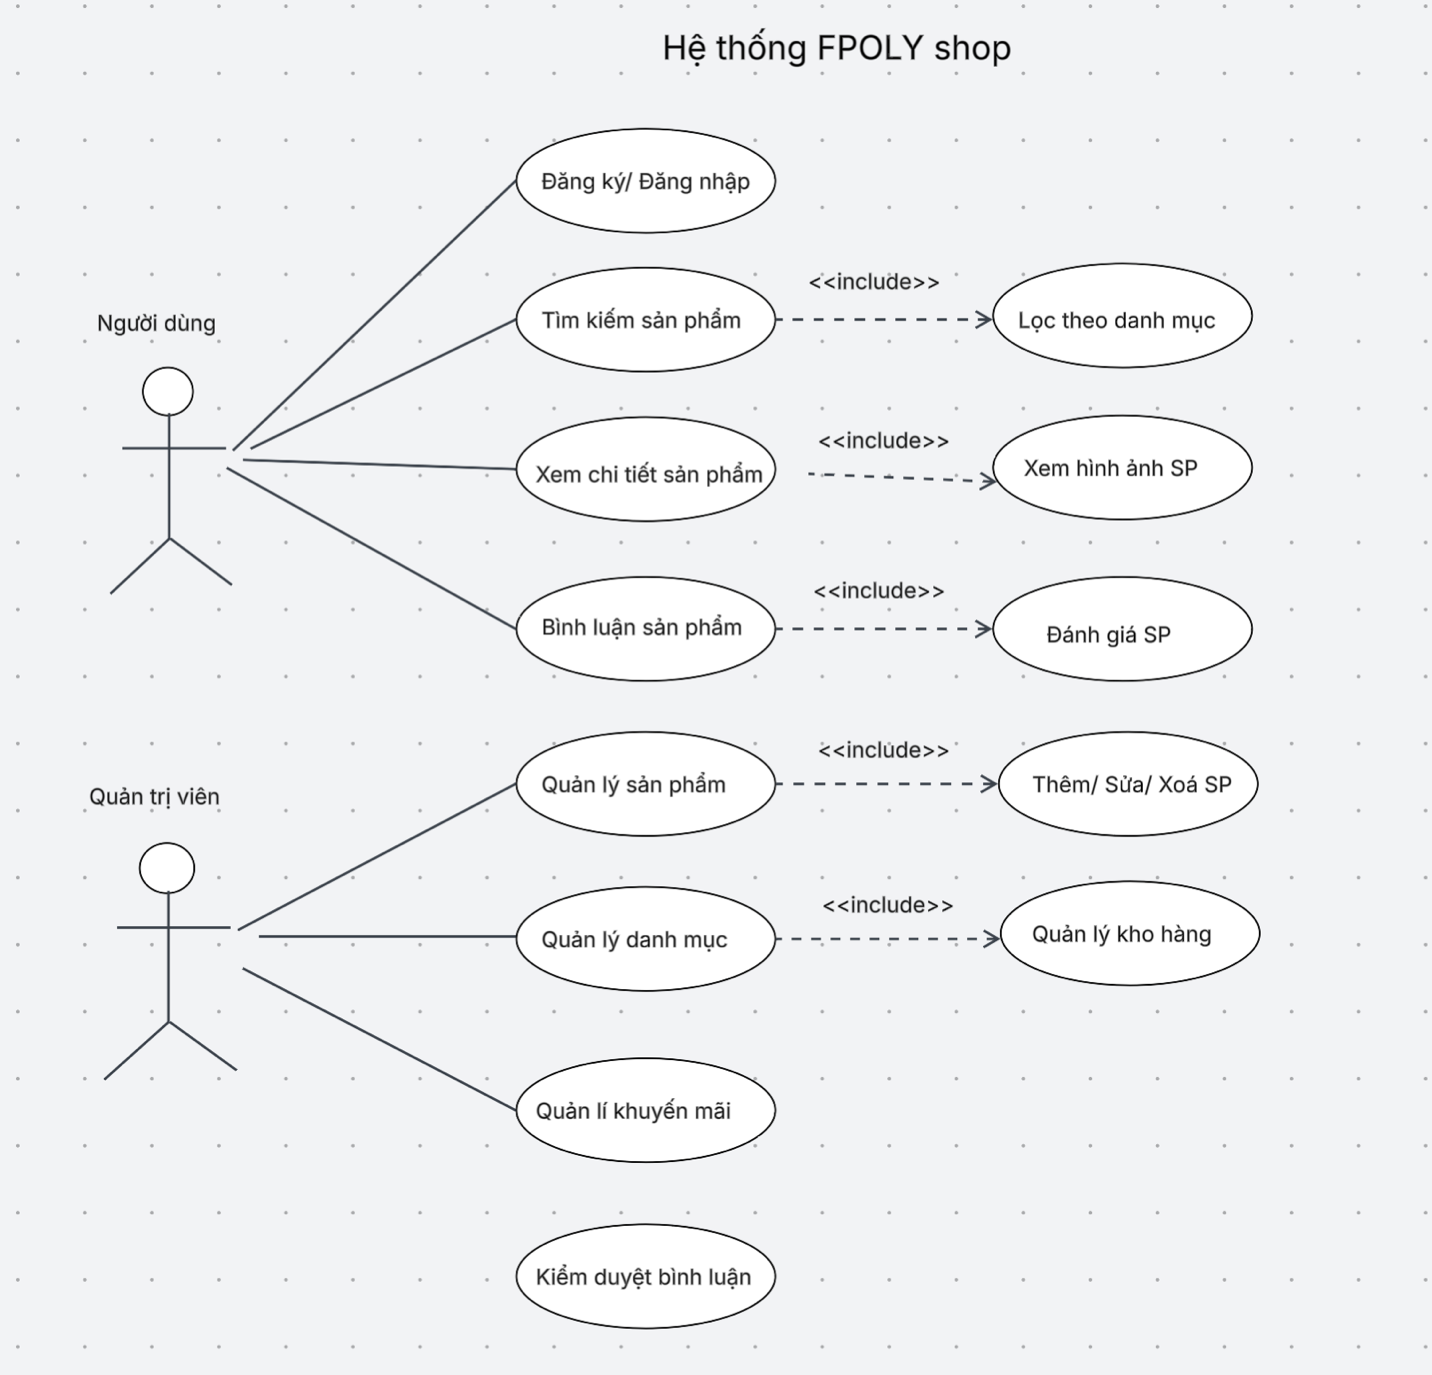 Hệ thống FPOLY shop
Đăng ký/ Đăng nhập
Người dùng
Tìm kiếm sản phẩm
<<include>>
Lọc theo danh mục
Xem chi tiết sản phẩm
<<include>>
Xem hình ảnh SP
Bình luận sản phẩm
<<include>>
Đánh giá SP
Quản trị viên
Quản lý sản phẩm
<<include>>
Thêm/ Sửa/ Xoá SP
Quản lý danh mục
<<include>>
Quản lý kho hàng
Quản lí khuyến mãi
Kiểm duyệt bình luận